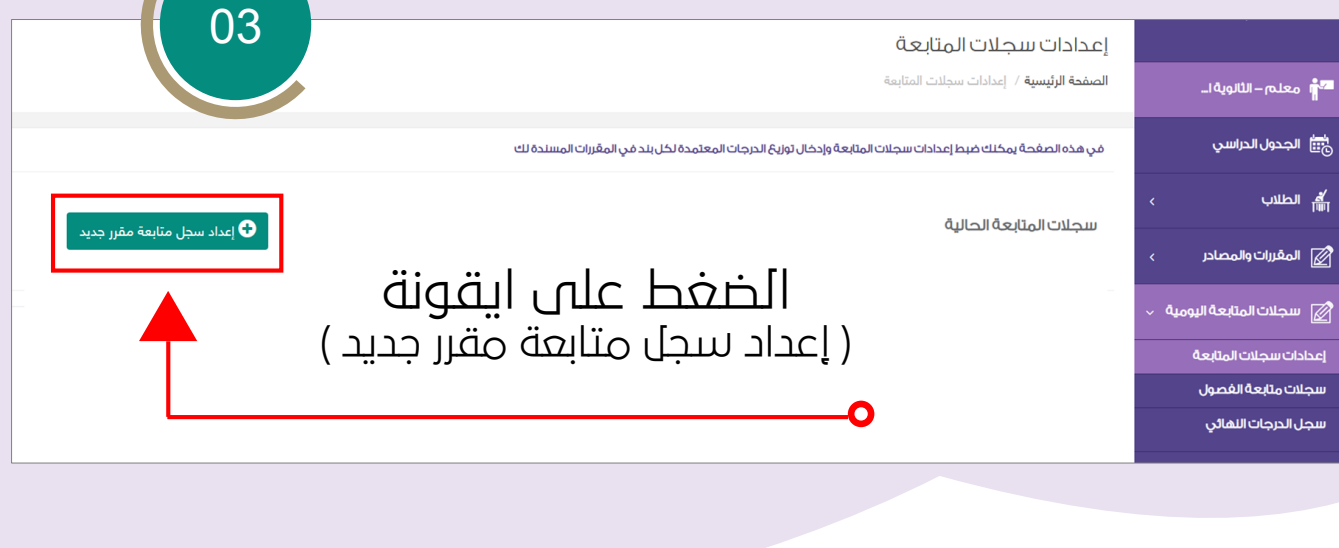 03
إعدادات سجلات المتابعة
الصفحة الرئيسية / إعدادات سجلات المتابعة
في هذه الصفحة يمكنك ضبط إعدادات سجلات المتابعة وإدخال توزيع الدرجات المعتمدة لكل بند في المقررات المسندة لك
سجلات المتابعة الحالية
إعداد سجل متابعة مقرر جديد
الضغط على ايقونة
( إعداد سجل متابعة مقرر جديد )
معلم – الثانوية ا...
الجدول الدراسي
الطلاب
المقررات والمصادر
سجلات المتابعة اليومية
إعدادات سجلات المتابعة
سجلات متابعة الفصول
سجل الدرجات النهائي